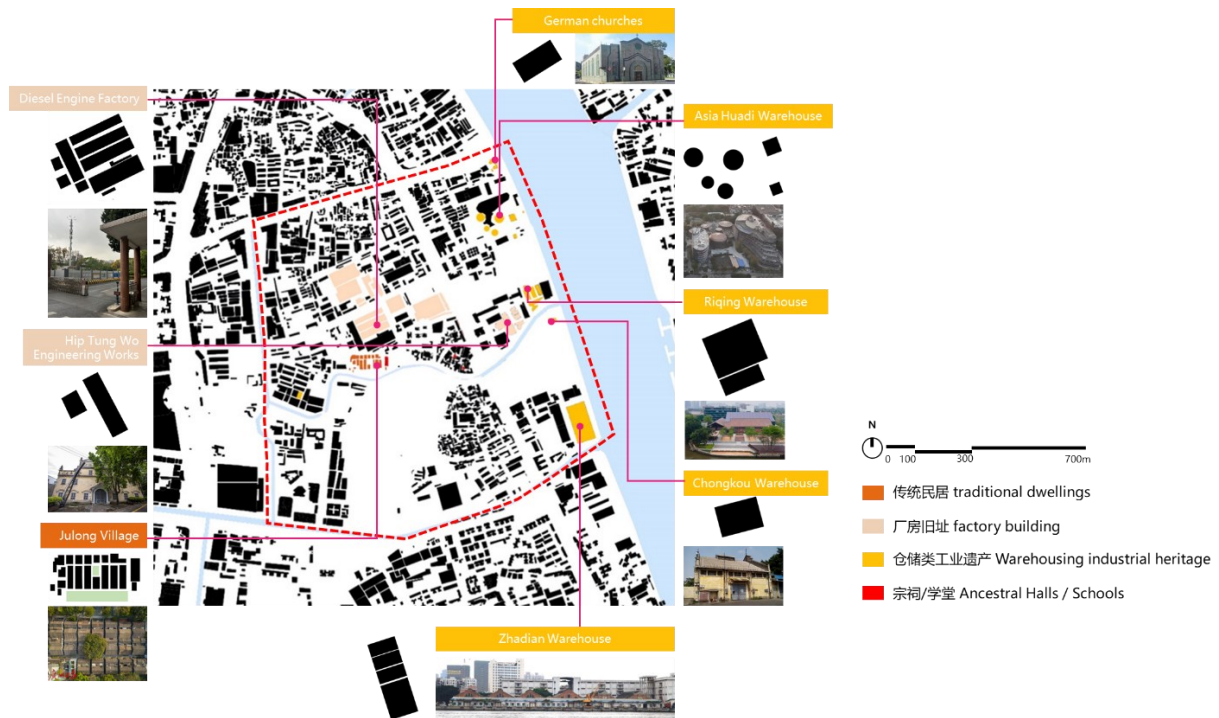 German churches
Diesel Engine Factory
Asia Huadi Warehouse
Riqing Warehouse
Hip Tung Wo
Engineering Works
Chongkou Warehouse
Julong Village
Zhadian Warehouse
N
0 100 300 700m
传统民居 traditional dwellings
厂房旧址 factory building
仓储类工业遗产 Warehousing industrial heritage
宗祠/学堂 Ancestral Halls / Schools